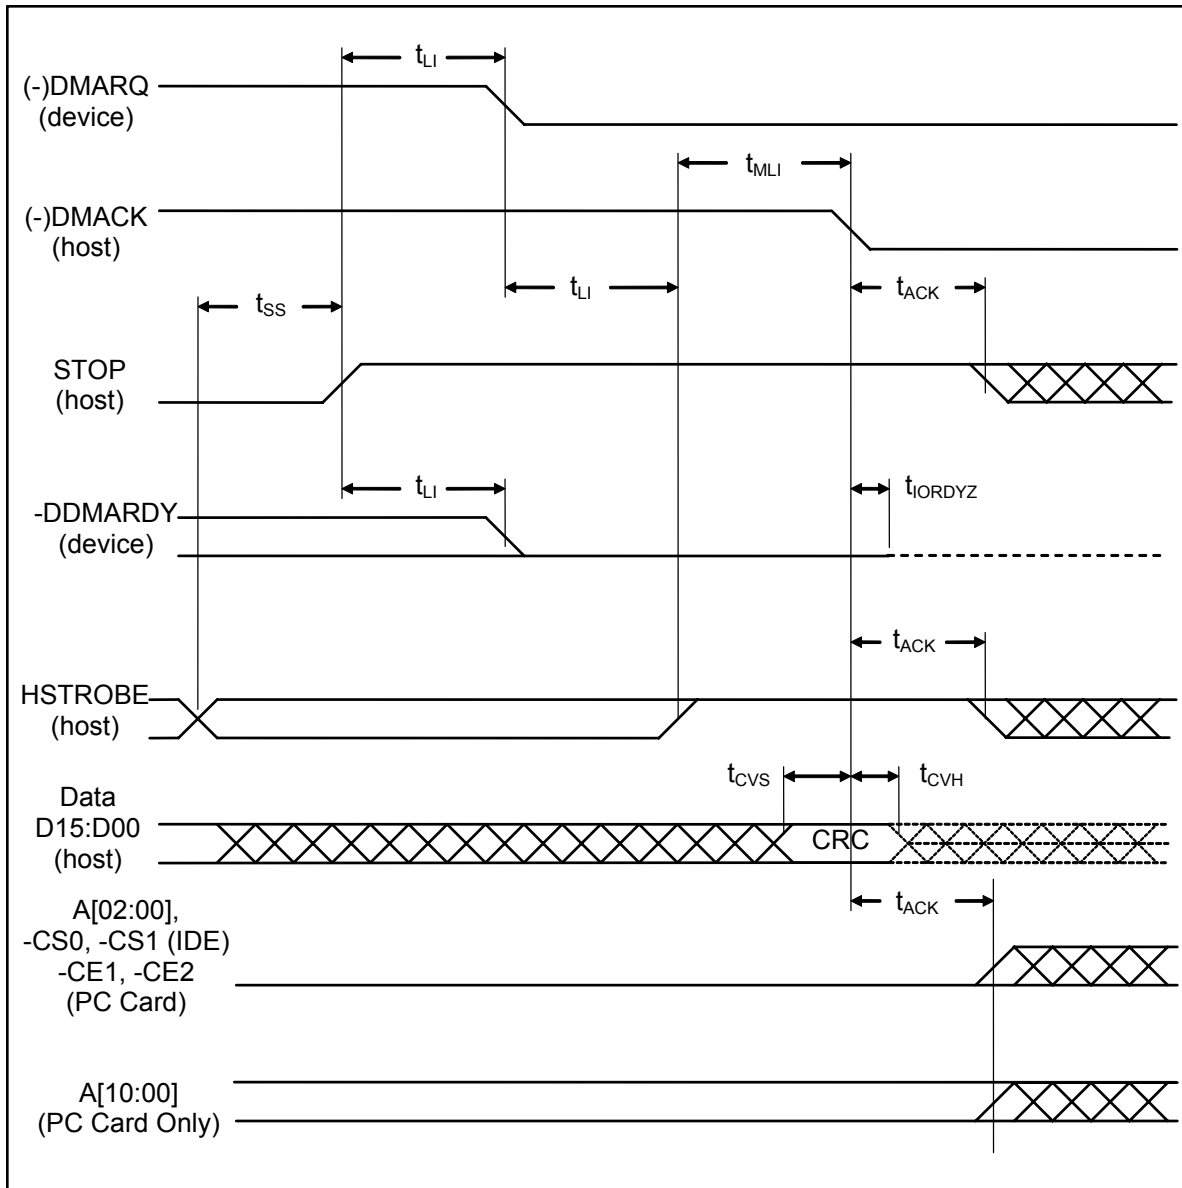 tLI
(-)DMARQ
(device)
tMLI
(-)DMACK
(host)
tSS
tLI
tACK
STOP
(host)
tLI
tIORDYZ
-DDMARDY
(device)
tACK
HSTROBE
(host)
tCVS
tCVH
Data
D15:D00
(host)
CRC
tACK
A[02:00],
-CS0, -CS1 (IDE)
-CE1, -CE2
(PC Card)
A[10:00]
(PC Card Only)